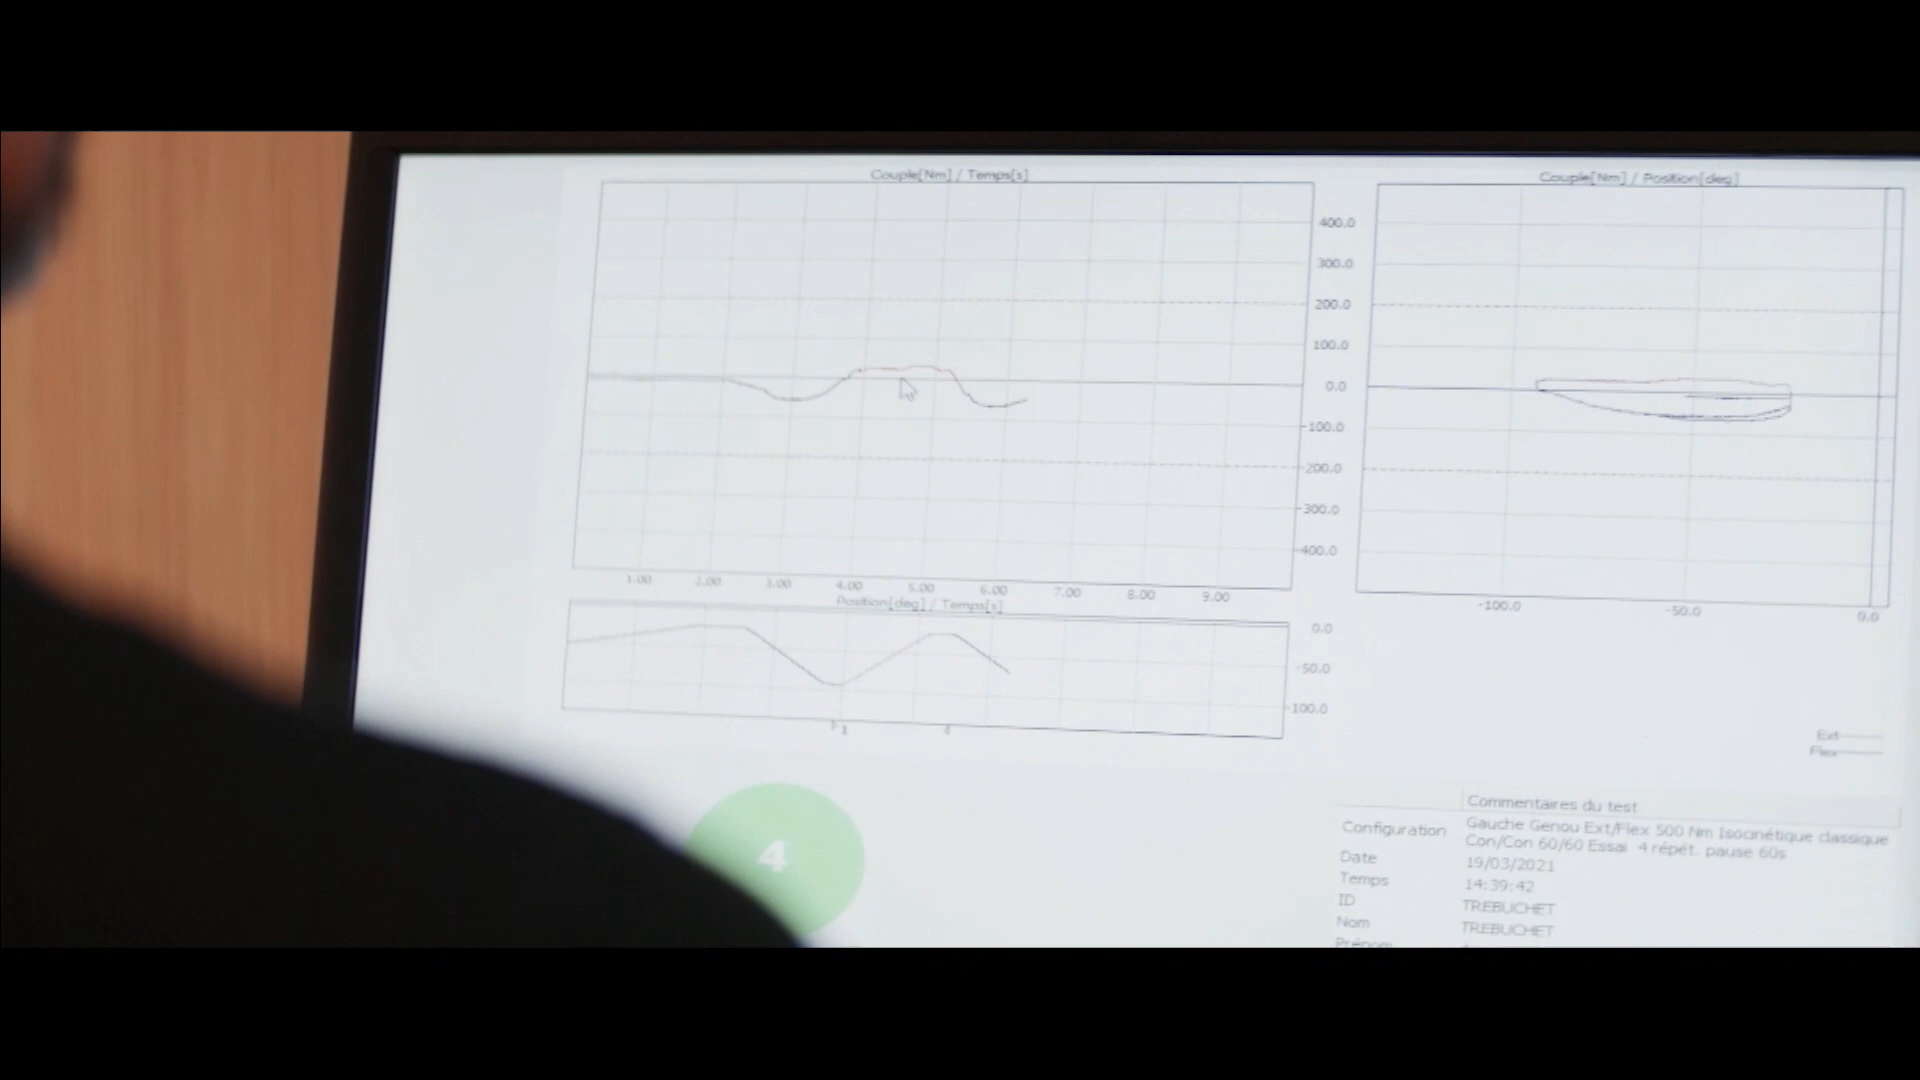 Couple[Nm] / Temps[s]
400.0
300.0
200.0
100.0
0.0
-100.0
-200.0
-300.0
-400.0
1.00 2.00 3.00 4.00 5.00 6.00 7.00 8.00 9.00
Couple[Nm] / Position[deg]
-100.0 -50.0 0.0
Position[deg] / Temps[s]
0.0
-50.0
-100.0
1
Ext
Flex
4
Commentaires du test
Configuration Gauche Genou Ext/Flex 500 Nm Isocinétique classique
Con/Con 60/60 Essai 4 répét. pause 60s
Date 19/03/2021
Temps 14:39:42
ID TREBUCHET
Nom TREBUCHET
Prénom